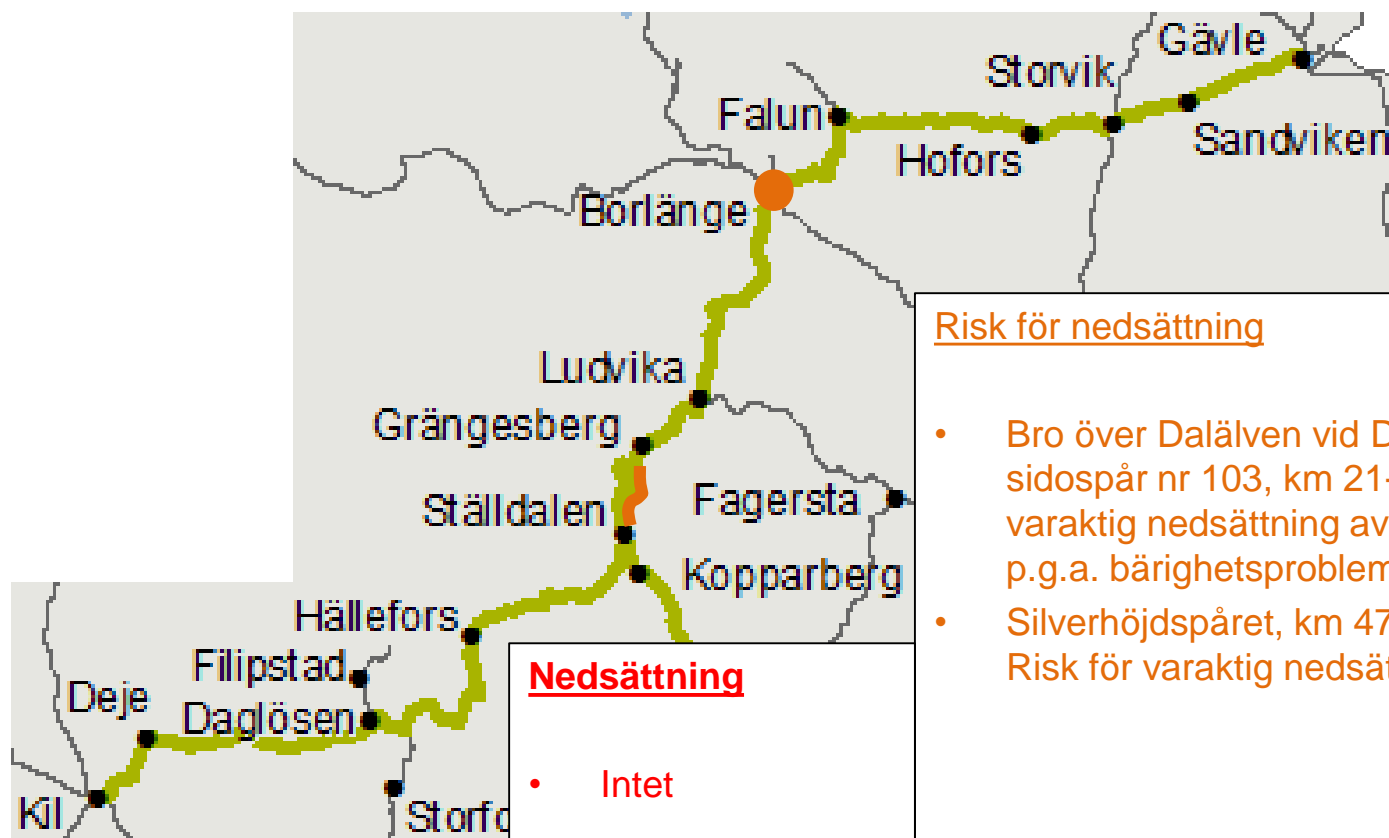 Gävle
Storvik
Falun
Sandviken
Hofors
Borlänge
Risk för nedsättning
Ludvika
• Bro över Dalälven vid
sidospår nr 103, km 21-
Grängesberg
varaktig nedsättning av
Fagersta
Ställdalen
p.g.a. bärighetsproblem
Kopparberg
• Silverhöjdspåret, km 47
Hällefors
Risk för varaktig
Filipstad
Nedsättning
Deje
Daglösen
• Intet
Kil